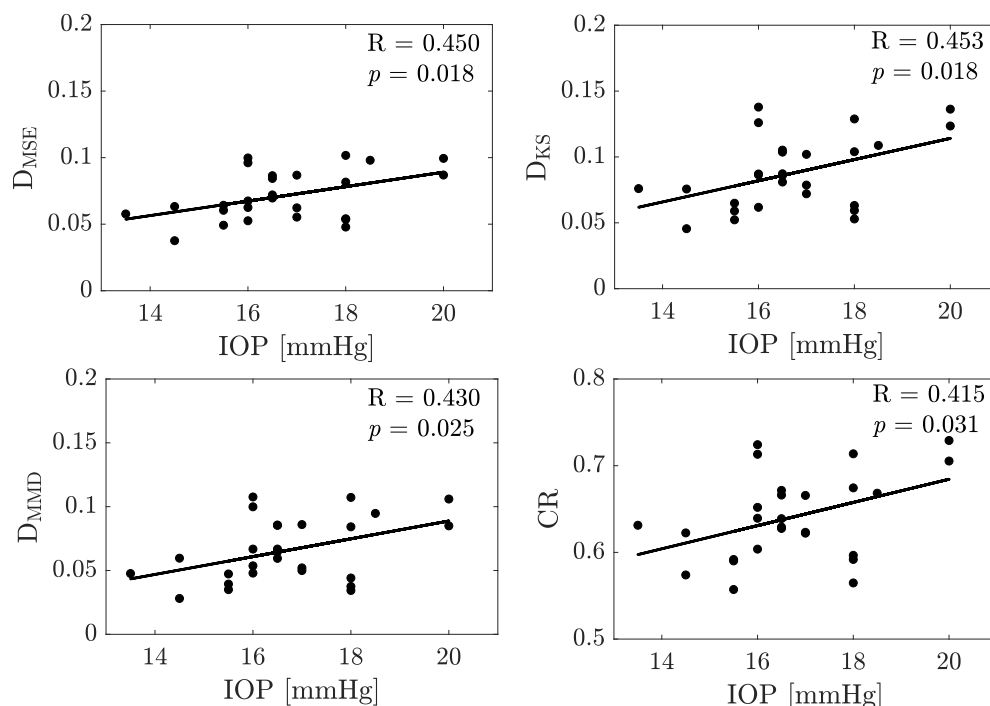 0.2
R = 0.450
p = 0.018
0.15
0.1
0.05
0
D_MSE
14 16 18 20
IOP [mmHg]
0.2
R = 0.453
p = 0.018
0.15
0.1
0.05
0
D_KS
14 16 18 20
IOP [mmHg]
0.2
R = 0.430
p = 0.025
0.15
0.1
0.05
0
D_MMD
14 16 18 20
IOP [mmHg]
0.8
R = 0.415
p = 0.031
0.7
0.6
0.5
CR
14 16 18 20
IOP [mmHg]